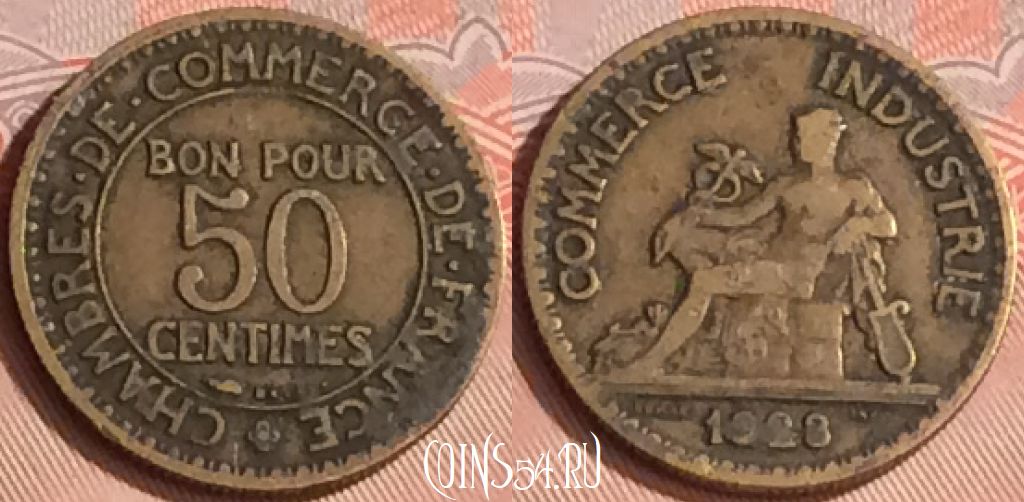 CHAMBRES · DE · COMMERCE · DE · FRANCE
BON POUR
50
CENTIMES
COMMERCE INDUSTRIE
1928
COINS54.RU